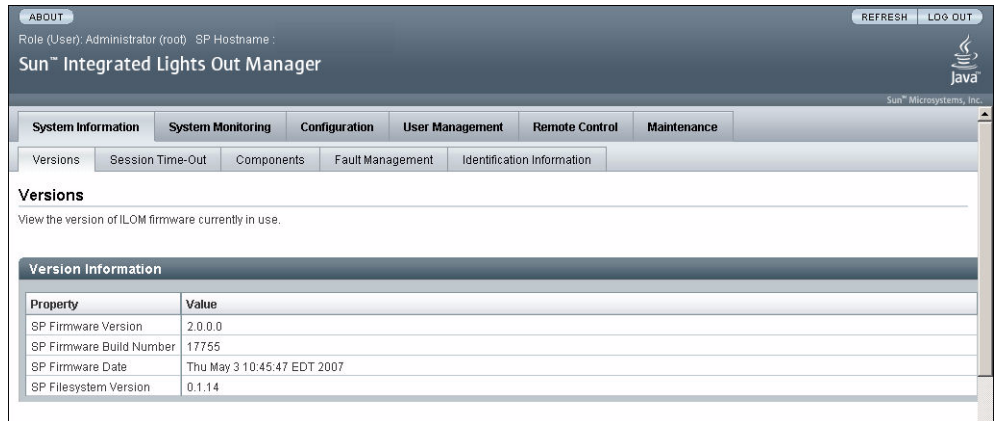 ABOUT REFRESH LOG OUT
Role (User): Administrator (root) SP Hostname :
Sun™ Integrated Lights Out Manager
Java™
Sun™ Microsystems, Inc.
System Information System Monitoring Configuration User Management Remote Control Maintenance
Versions Session Time-Out Components Fault Management Identification Information
Versions
View the version of ILOM firmware currently in use.
Version Information
Property Value
SP Firmware Version 2.0.0.0
SP Firmware Build Number 17755
SP Firmware Date Thu May 3 10:45:47 EDT 2007
SP Filesystem Version 0.1.14